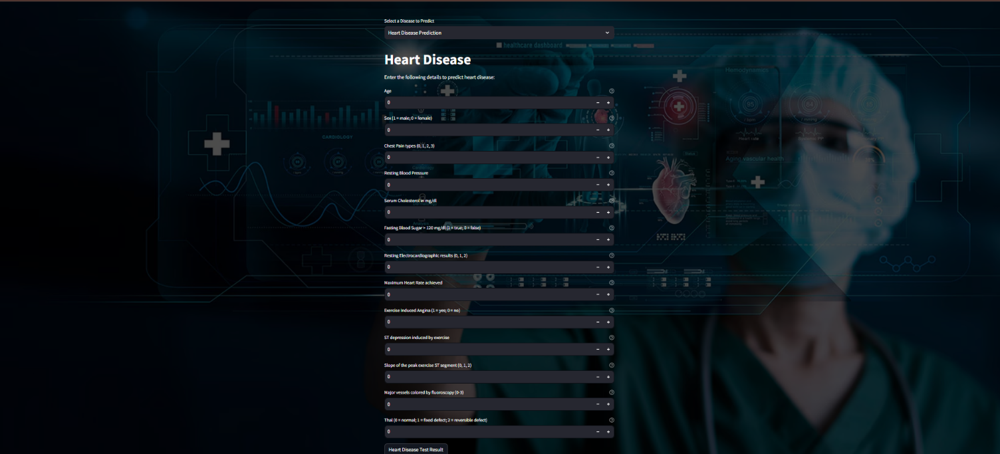 Select a Disease to Predict
Heart Disease Prediction
healthcare dashboard
Heart Disease
Enter the following details to predict heart disease:
Age
0
Sex (1 = male; 0 = female)
0
Chest Pain types (0, 1, 2, 3)
0
Resting Blood Pressure
0
Serum Cholesterol in mg/dl
0
Fasting Blood Sugar > 120 mg/dl (1 = true; 0 = false)
0
Resting Electrocardiographic results (0, 1, 2)
0
Maximum Heart Rate achieved
0
Exercise Induced Angina (1 = yes; 0 = no)
0
ST depression induced by exercise
0
Slope of the peak exercise ST segment (0, 1, 2)
0
Major vessels colored by fluoroscopy (0-3)
0
Thal (0 = normal; 1 = fixed defect; 2 = reversible defect)
0
Heart Disease Test Result
CARDIOLOGY
Hemodynamics
95
84
Heart rate
Aging vascular health